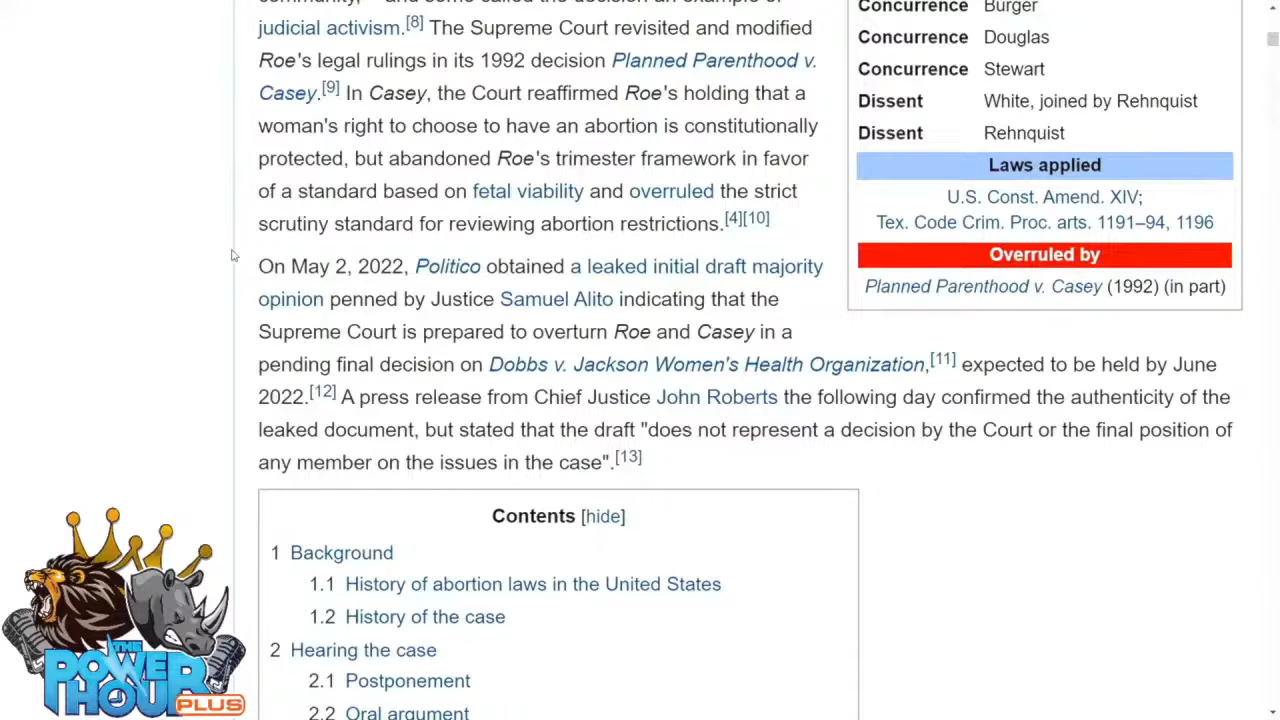 judicial activism.[8] The Supreme Court revisited and modified
Roe's legal rulings in its 1992 decision Planned Parenthood v.
Casey.[9] In Casey, the Court reaffirmed Roe's holding that a
woman's right to choose to have an abortion is constitutionally
protected, but abandoned Roe's trimester framework in favor
of a standard based on fetal viability and overruled the strict
scrutiny standard for reviewing abortion restrictions.[4][10]
On May 2, 2022, Politico obtained a leaked initial draft majority
opinion penned by Justice Samuel Alito indicating that the
Supreme Court is prepared to overturn Roe and Casey in a
pending final decision on Dobbs v. Jackson Women's Health Organization,[11] expected to be held by June
2022.[12] A press release from Chief Justice John Roberts the following day confirmed the authenticity of the
leaked document, but stated that the draft "does not represent a decision by the Court or the final position of
any member on the issues in the case".[13]
Concurrence Burger
Concurrence Douglas
Concurrence Stewart
Dissent White, joined by Rehnquist
Dissent Rehnquist
Laws applied
U.S. Const. Amend. XIV;
Tex. Code Crim. Proc. arts. 1191–94, 1196
Overruled by
Planned Parenthood v. Casey (1992) (in part)
Contents [hide]
1 Background
1.1 History of abortion laws in the United States
1.2 History of the case
2 Hearing the case
2.1 Postponement
2.2 Oral argument
THE
POWER
HOUR
PLUS